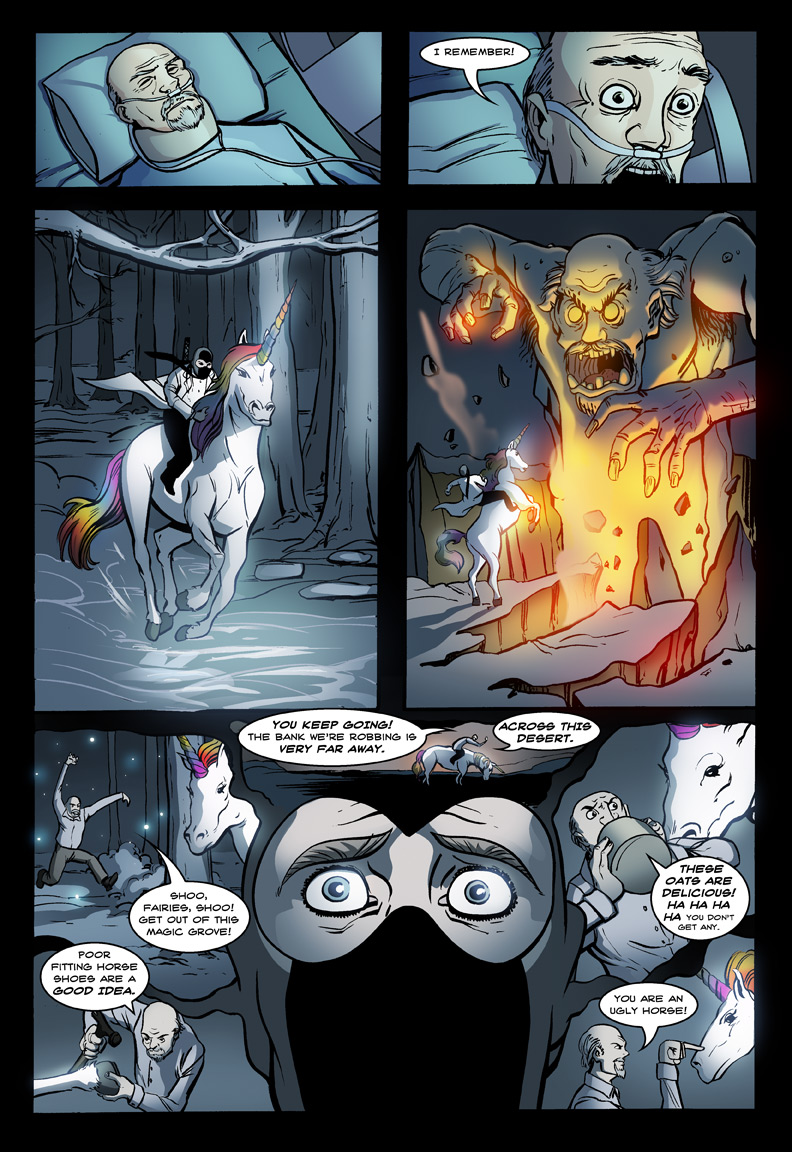 I REMEMBER!
YOU KEEP GOING!
THE BANK WE'RE ROBBING IS
VERY FAR AWAY.
ACROSS THIS
DESERT.
SHOO,
FAIRIES, SHOO!
GET OUT OF THIS
MAGIC GROVE!
THESE
OATS ARE
DELICIOUS!
HA HA HA
HA YOU DON'T
GET ANY.
POOR
FITTING HORSE
SHOES ARE A
GOOD IDEA.
YOU ARE AN
UGLY HORSE!